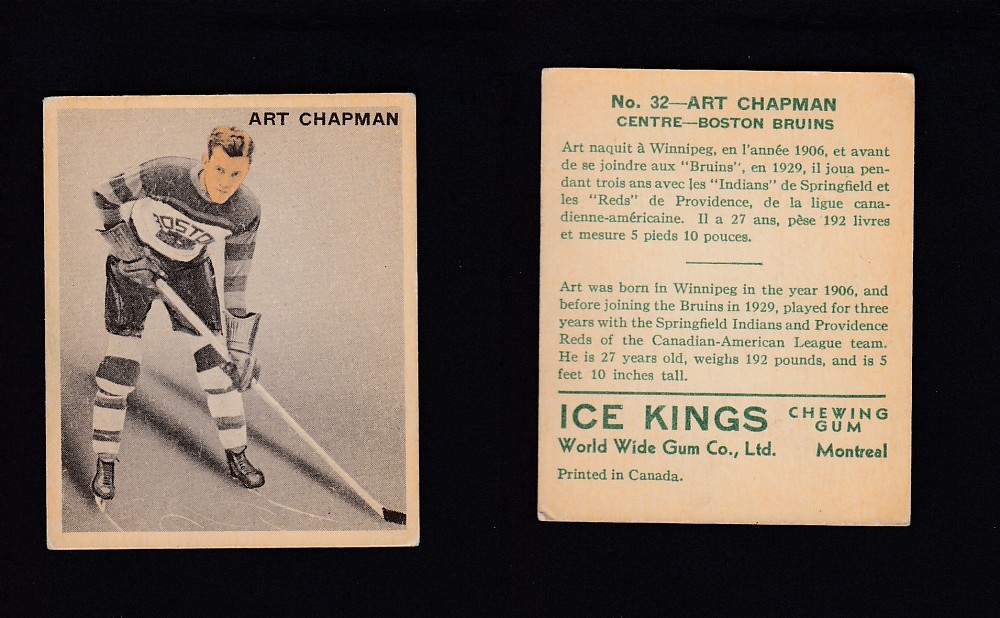 ART CHAPMAN
BOSTO
No. 32—ART CHAPMAN
CENTRE—BOSTON BRUINS
Art naquit à Winnipeg, en l'année 1906, et avant
de se joindre aux "Bruins", en 1929, il joua pen-
dant trois ans avec les "Indians" de Springfield et
les "Reds" de Providence, de la ligue cana-
dienne-américaine. Il a 27 ans, pèse 192 livres
et mesure 5 pieds 10 pouces.
Art was born in Winnipeg in the year 1906, and
before joining the Bruins in 1929, played for three
years with the Springfield Indians and Providence
Reds of the Canadian-American League team.
He is 27 years old, weighs 192 pounds, and is 5
feet 10 inches tall.
ICE KINGS CHEWING
GUM
World Wide Gum Co., Ltd. Montreal
Printed in Canada.